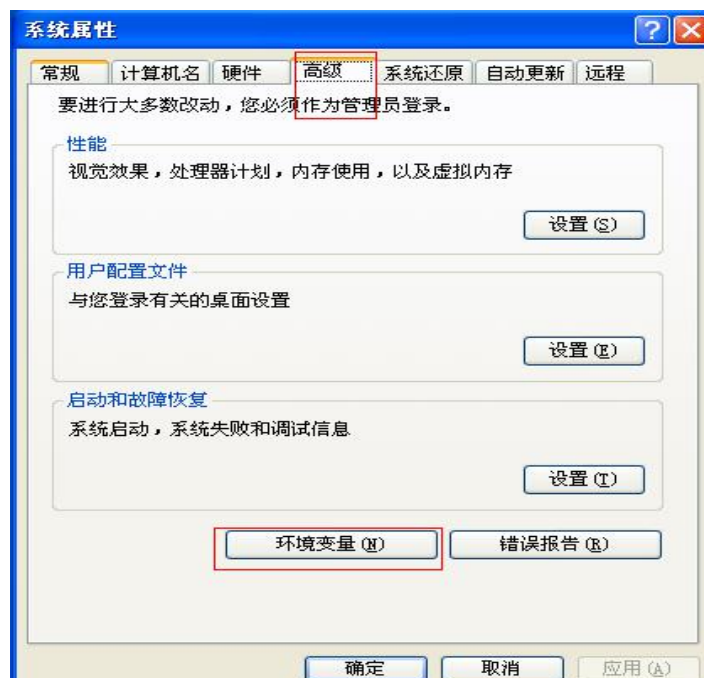 系统属性
常规 计算机名 硬件 高级 系统还原 自动更新 远程
要进行大多数改动，您必须作为管理员登录。
性能
视觉效果，处理器计划，内存使用，以及虚拟内存
设置(S)
用户配置文件
与您登录有关的桌面设置
设置(E)
启动和故障恢复
系统启动，系统失败和调试信息
设置(T)
环境变量(N) 错误报告(R)
确定 取消 应用(A)